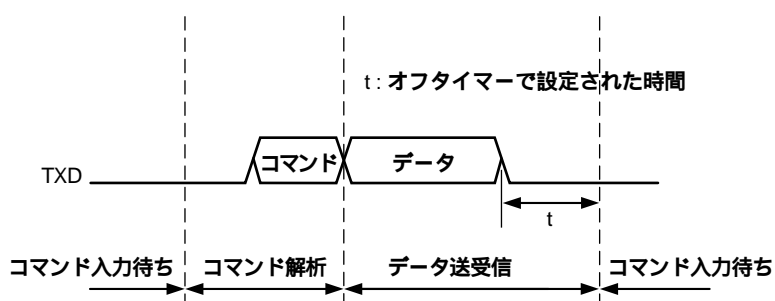 t : オフタイマーで設定された時間
コマンド
データ
TXD
t
コマンド入力待ち
コマンド解析
データ送受信
コマンド入力待ち